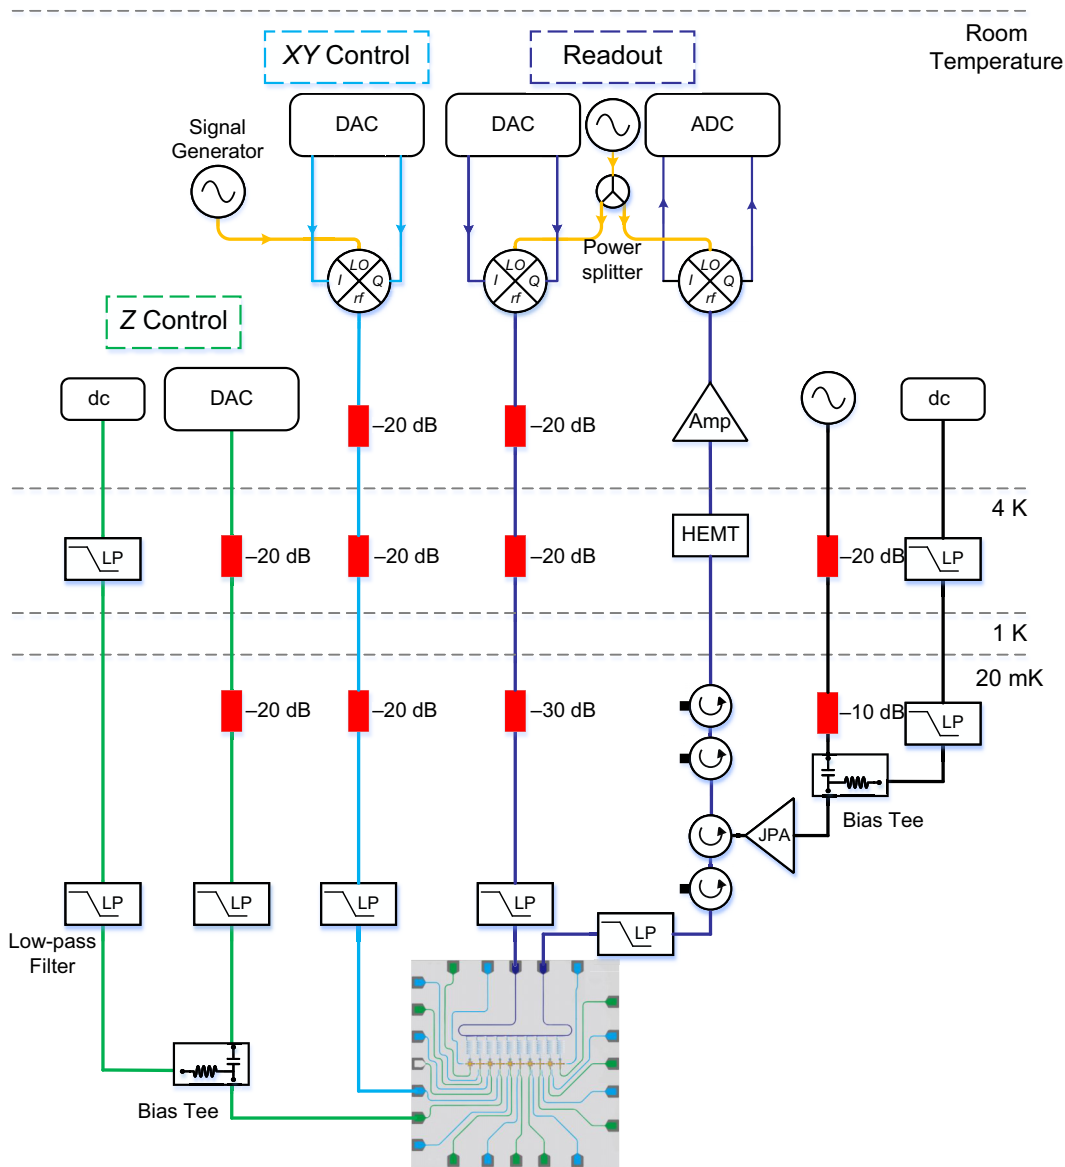 Room
Temperature
XY Control
Readout
DAC
DAC
ADC
Signal
Generator
Power
splitter
LO
I
Q
rf
LO
I
Q
rf
LO
I
Q
rf
Z Control
dc
DAC
dc
–20 dB
–20 dB
Amp
4 K
LP
–20 dB
–20 dB
–20 dB
HEMT
–20 dB
LP
1 K
20 mK
–20 dB
–20 dB
–30 dB
–10 dB
LP
Bias Tee
JPA
LP
LP
LP
LP
LP
Low-pass
Filter
Bias Tee